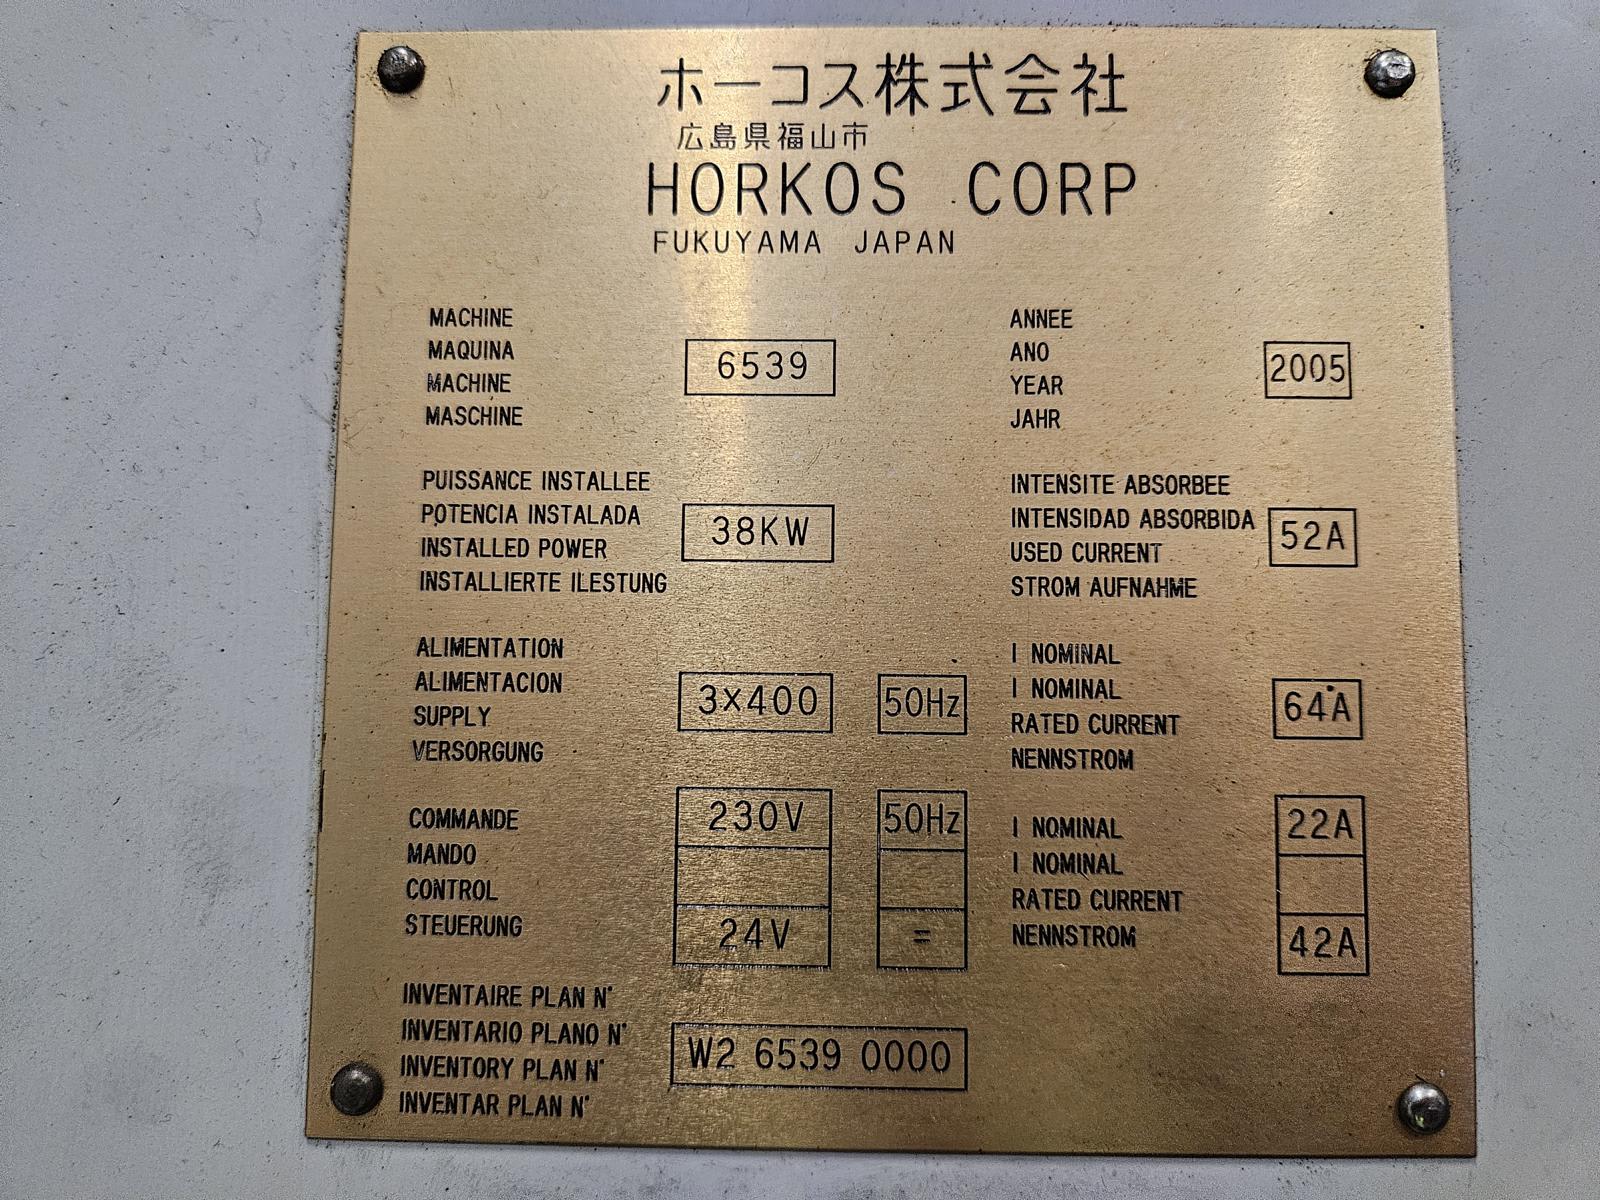 ホーコス株式会社
広島県福山市
HORKOS CORP
FUKUYAMA JAPAN
MACHINE
MAQUINA
MACHINE
MASCHINE
6539
ANNEE
ANO
YEAR
JAHR
2005
PUISSANCE INSTALLEE
POTENCIA INSTALADA
INSTALLED POWER
INSTALLIERTE ILESTUNG
38KW
INTENSITE ABSORBEE
INTENSIDAD ABSORBIDA
USED CURRENT
STROM AUFNAHME
52A
ALIMENTATION
ALIMENTACION
SUPPLY
VERSORGUNG
3×400
50Hz
I NOMINAL
I NOMINAL
RATED CURRENT
NENNSTROM
64A
COMMANDE
MANDO
CONTROL
STEUERUNG
230V
50Hz
24V
=
I NOMINAL
I NOMINAL
RATED CURRENT
NENNSTROM
22A
42A
INVENTAIRE PLAN N°
INVENTARIO PLANO N°
INVENTORY PLAN N°
INVENTAR PLAN N°
W2 6539 0000